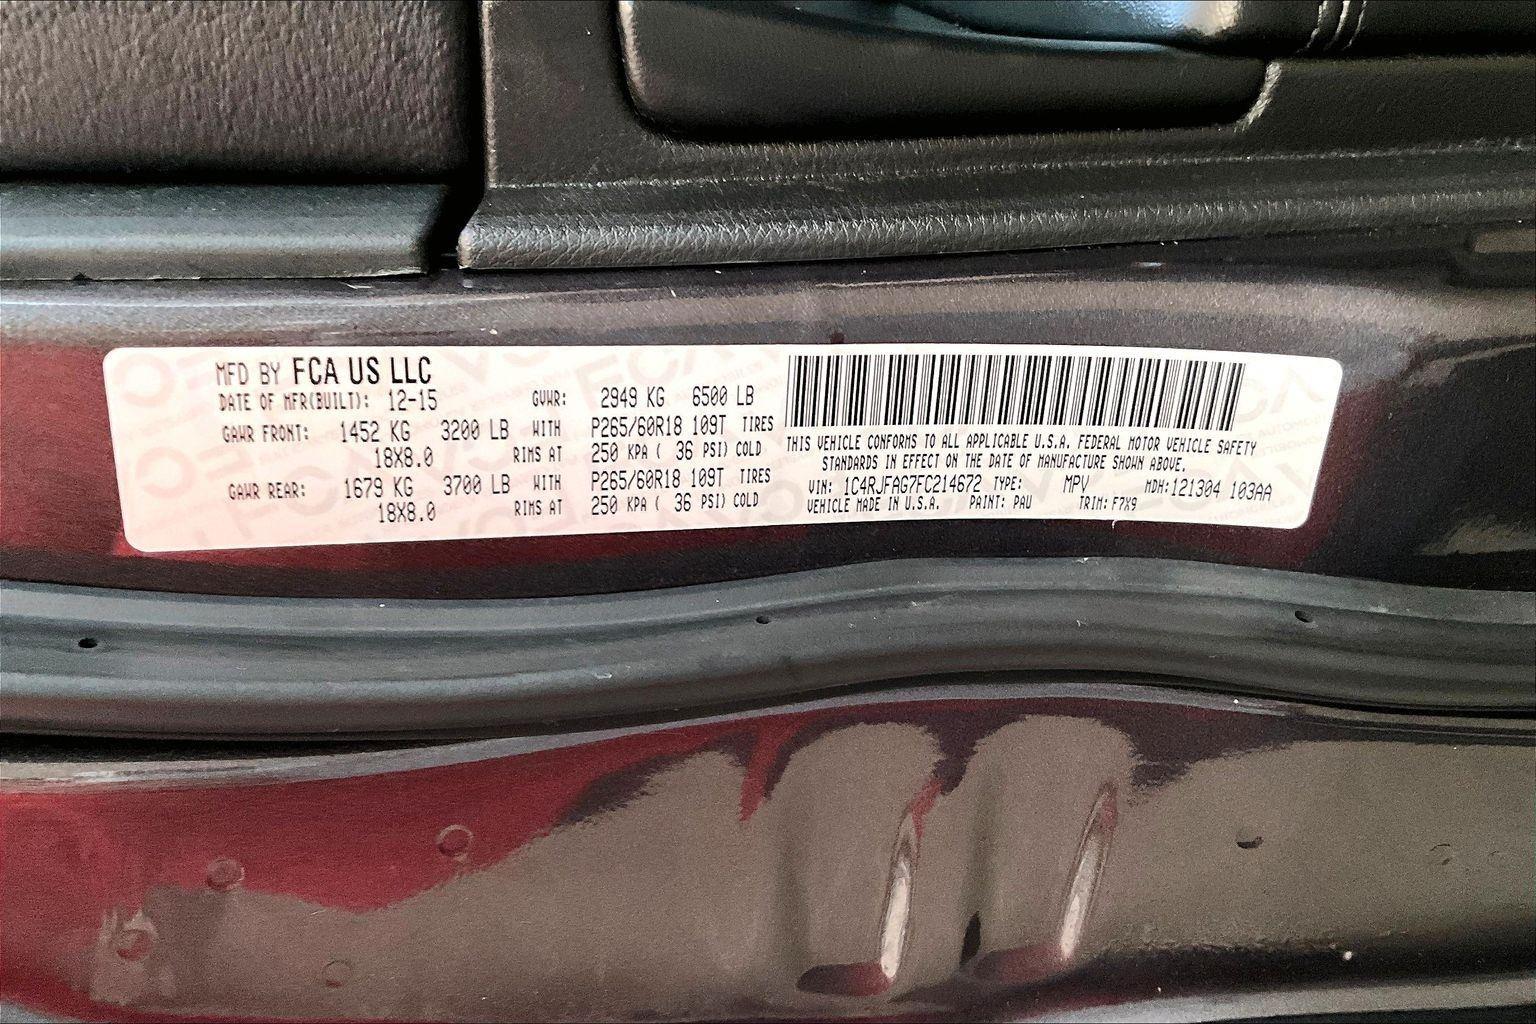 MFD BY FCA US LLC
DATE OF MFR(BUILT): 12-15 GVWR: 2949 KG 6500 LB
GAWR FRONT: 1452 KG 3200 LB WITH P265/60R18 109T TIRES
18X8.0 RIMS AT 250 KPA ( 36 PSI) COLD
GAWR REAR: 1679 KG 3700 LB WITH P265/60R18 109T TIRES
18X8.0 RIMS AT 250 KPA ( 36 PSI) COLD
THIS VEHICLE CONFORMS TO ALL APPLICABLE U.S.A. FEDERAL MOTOR VEHICLE SAFETY
STANDARDS IN EFFECT ON THE DATE OF MANUFACTURE SHOWN ABOVE.
VIN: 1C4RJFAG7FC214672 TYPE: MPV MDH:121304 103AA
VEHICLE MADE IN U.S.A. PAINT: PAU TRIM: F7X9